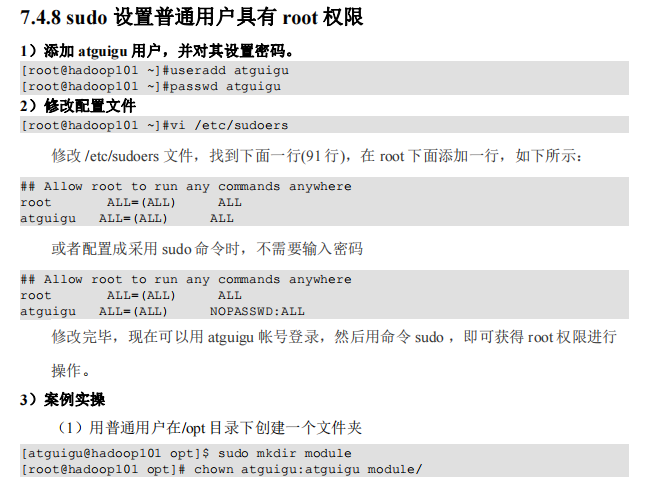 7.4.8 sudo 设置普通用户具有 root 权限
1）添加 atguigu 用户，并对其设置密码。
[root@hadoop101 ~]#useradd atguigu
[root@hadoop101 ~]#passwd atguigu
2）修改配置文件
[root@hadoop101 ~]#vi /etc/sudoers
修改 /etc/sudoers 文件，找到下面一行(91 行)，在 root 下面添加一行，如下所示：
## Allow root to run any commands anywhere
root ALL=(ALL) ALL
atguigu ALL=(ALL) ALL
或者配置成采用 sudo 命令时，不需要输入密码
## Allow root to run any commands anywhere
root ALL=(ALL) ALL
atguigu ALL=(ALL) NOPASSWD:ALL
修改完毕，现在可以用 atguigu 帐号登录，然后用命令 sudo ，即可获得 root 权限进行
操作。
3）案例实操
（1）用普通用户在/opt 目录下创建一个文件夹
[atguigu@hadoop101 opt]$ sudo mkdir module
[root@hadoop101 opt]# chown atguigu:atguigu module/